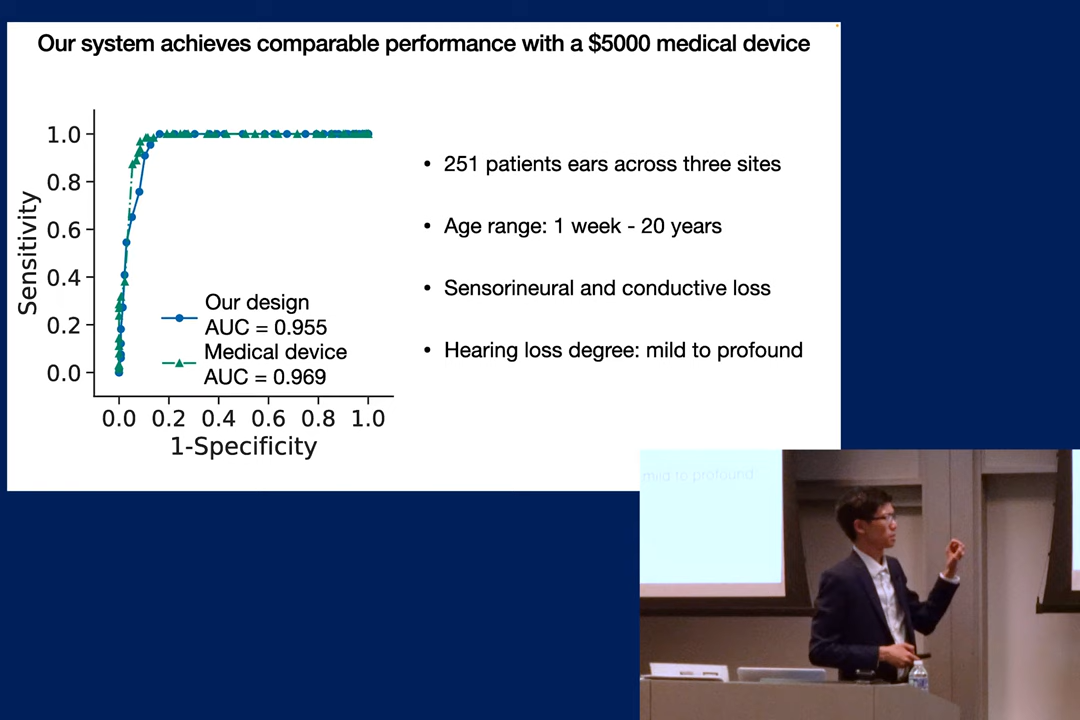 Our system achieves comparable performance with a $5000 medical device
1.0
0.8
0.6
0.4
0.2
0.0
Sensitivity
Our design
AUC = 0.955
Medical device
AUC = 0.969
0.0 0.2 0.4 0.6 0.8 1.0
1-Specificity
• 251 patients ears across three sites
• Age range: 1 week - 20 years
• Sensorineural and conductive loss
• Hearing loss degree: mild to profound
mild to profound